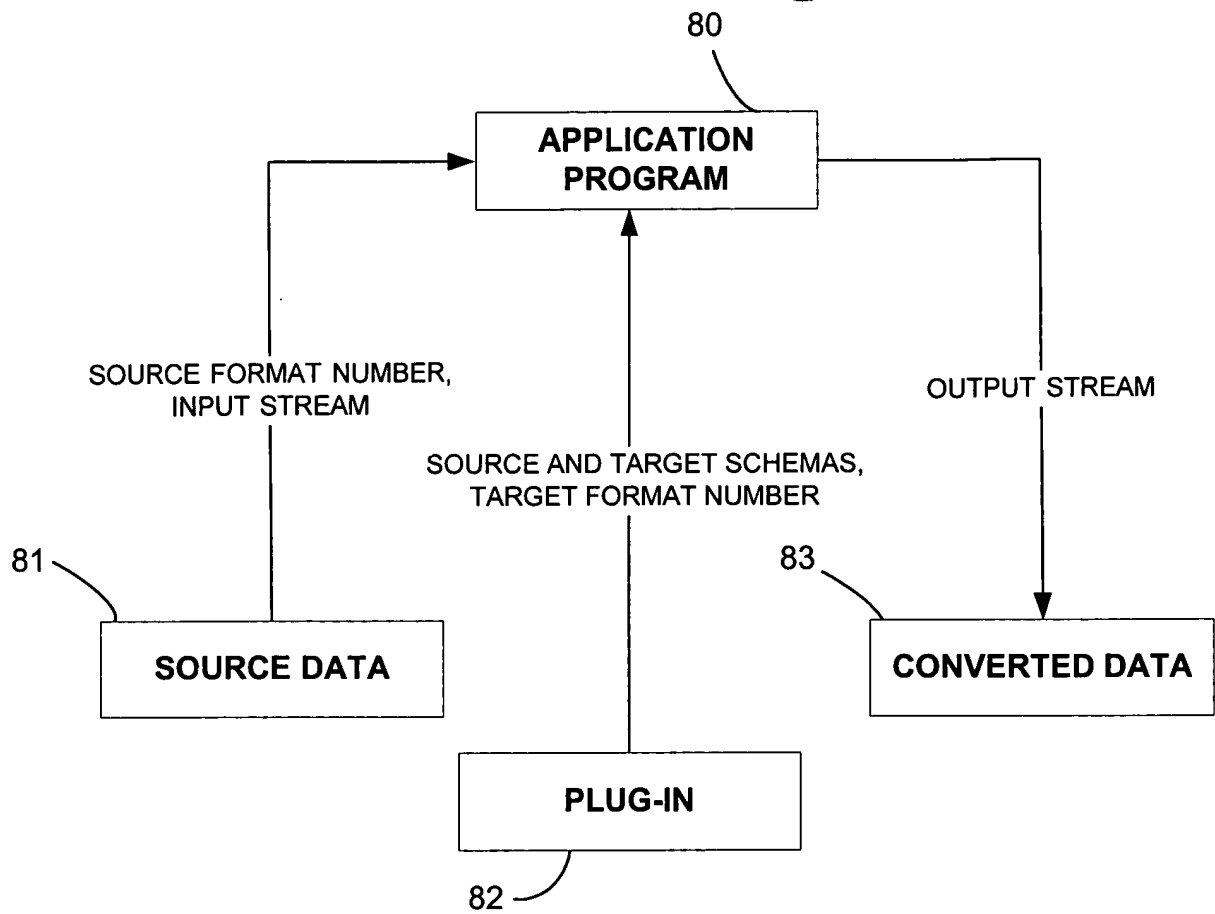 80
APPLICATION
PROGRAM
SOURCE FORMAT NUMBER,
INPUT STREAM
OUTPUT STREAM
SOURCE AND TARGET SCHEMAS,
TARGET FORMAT NUMBER
81
83
SOURCE DATA
CONVERTED DATA
PLUG-IN
82